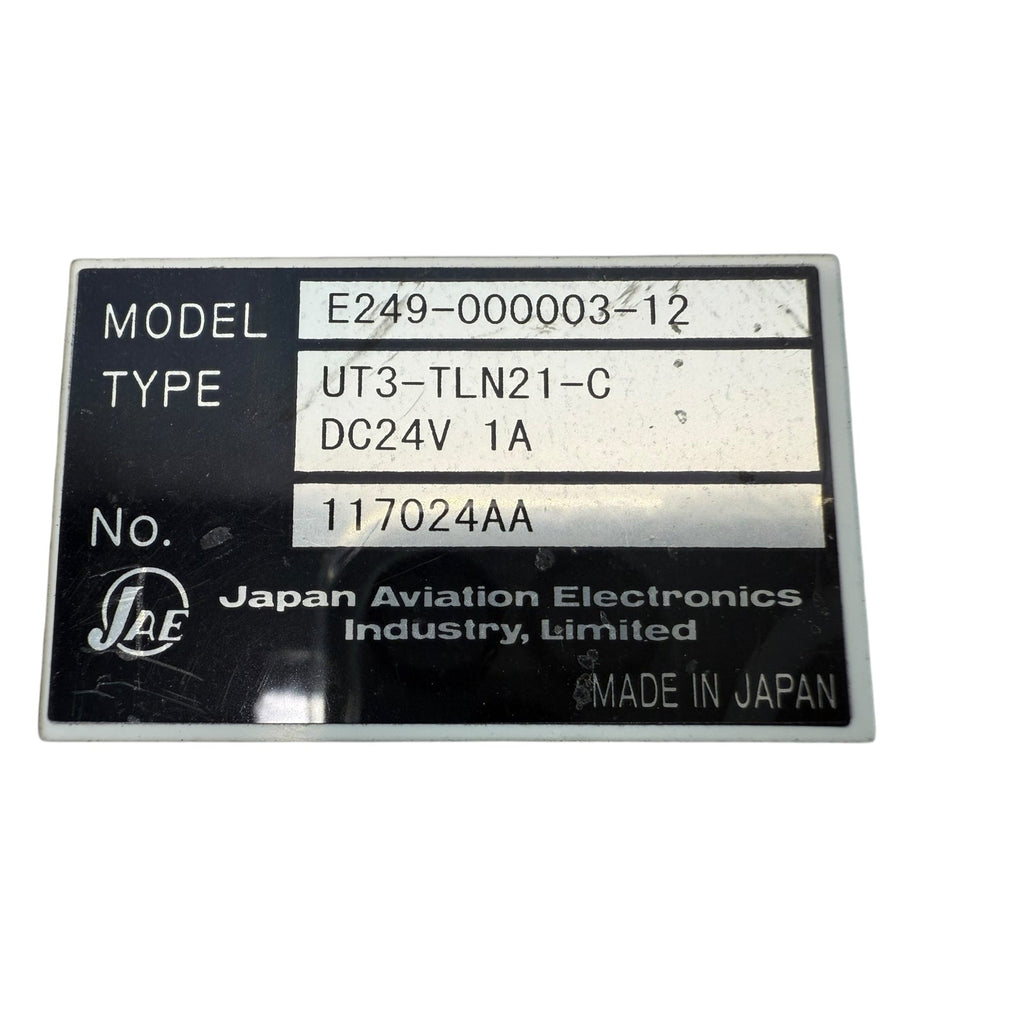 MODEL E249-000003-12
TYPE UT3-TLN21-C
DC24V 1A
No. 117024AA
JAE Japan Aviation Electronics
Industry, Limited
MADE IN JAPAN